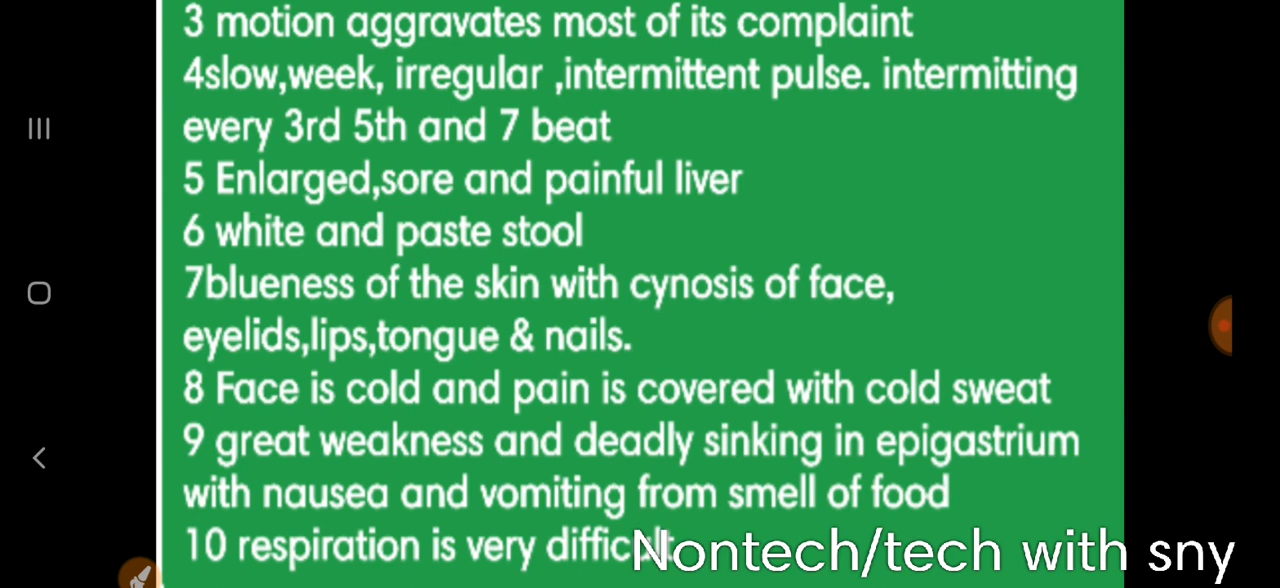 3 motion aggravates most of its complaint
4slow,week, irregular ,intermittent pulse. intermitting
every 3rd 5th and 7 beat
5 Enlarged,sore and painful liver
6 white and paste stool
7blueness of the skin with cynosis of face,
eyelids,lips,tongue & nails.
8 Face is cold and pain is covered with cold sweat
9 great weakness and deadly sinking in epigastrium
with nausea and vomiting from smell of food
10 respiration is very difficult
Nontech/tech with sny